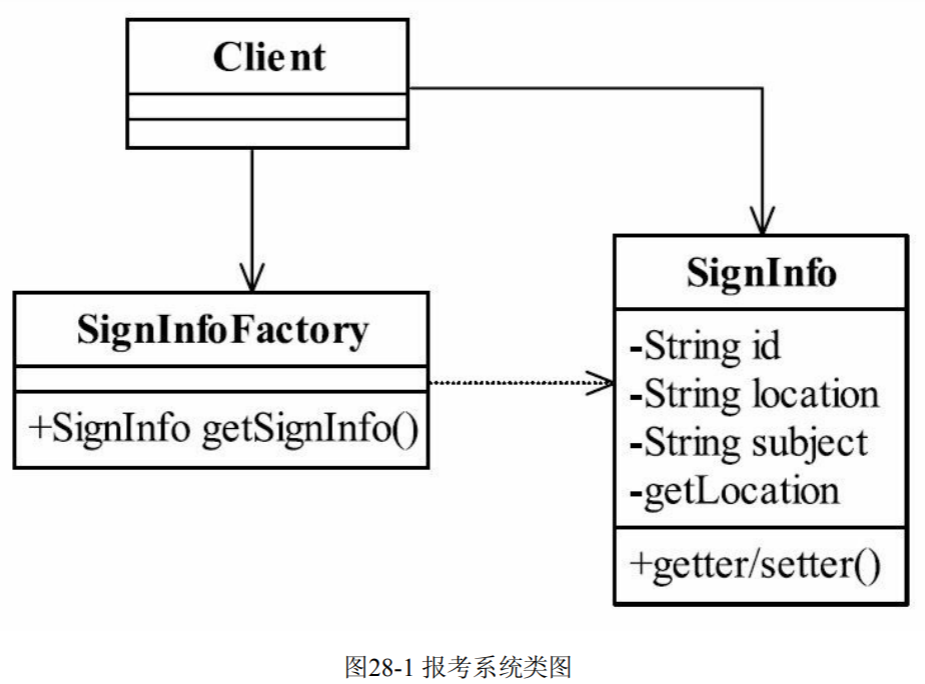 Client
SignInfoFactory
+SignInfo getSignInfo()
SignInfo
-String id
-String location
-String subject
-getLocation
+getter/setter()
图28-1 报考系统类图